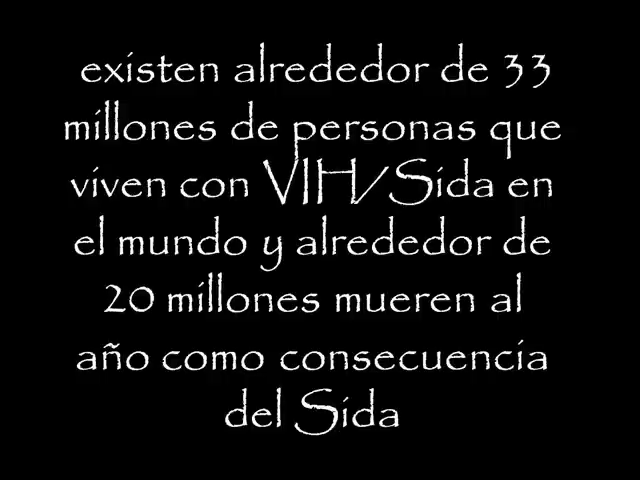 existen alrededor de 33
millones de personas que
viven con VIH/Sida en
el mundo y alrededor de
20 millones mueren al
año como consecuencia
del Sida